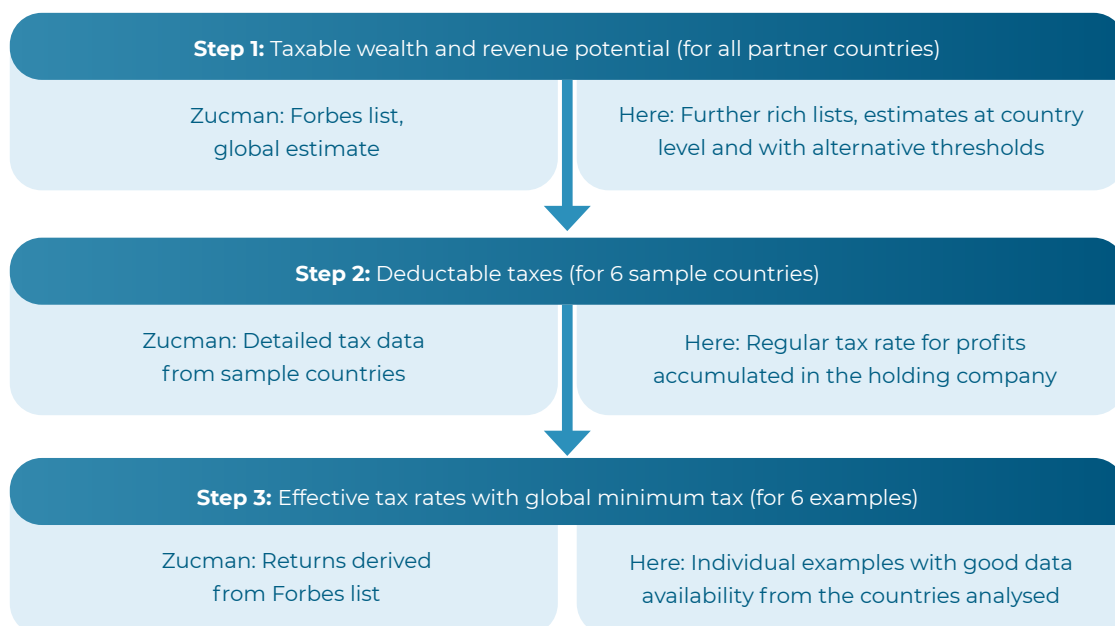 Step 1: Taxable wealth and revenue potential (for all partner countries)
Zucman: Forbes list,
global estimate
Here: Further rich lists, estimates at country
level and with alternative thresholds
Step 2: Deductable taxes (for 6 sample countries)
Zucman: Detailed tax data
from sample countries
Here: Regular tax rate for profits
accumulated in the holding company
Step 3: Effective tax rates with global minimum tax (for 6 examples)
Zucman: Returns derived
from Forbes list
Here: Individual examples with good data
availability from the countries analysed